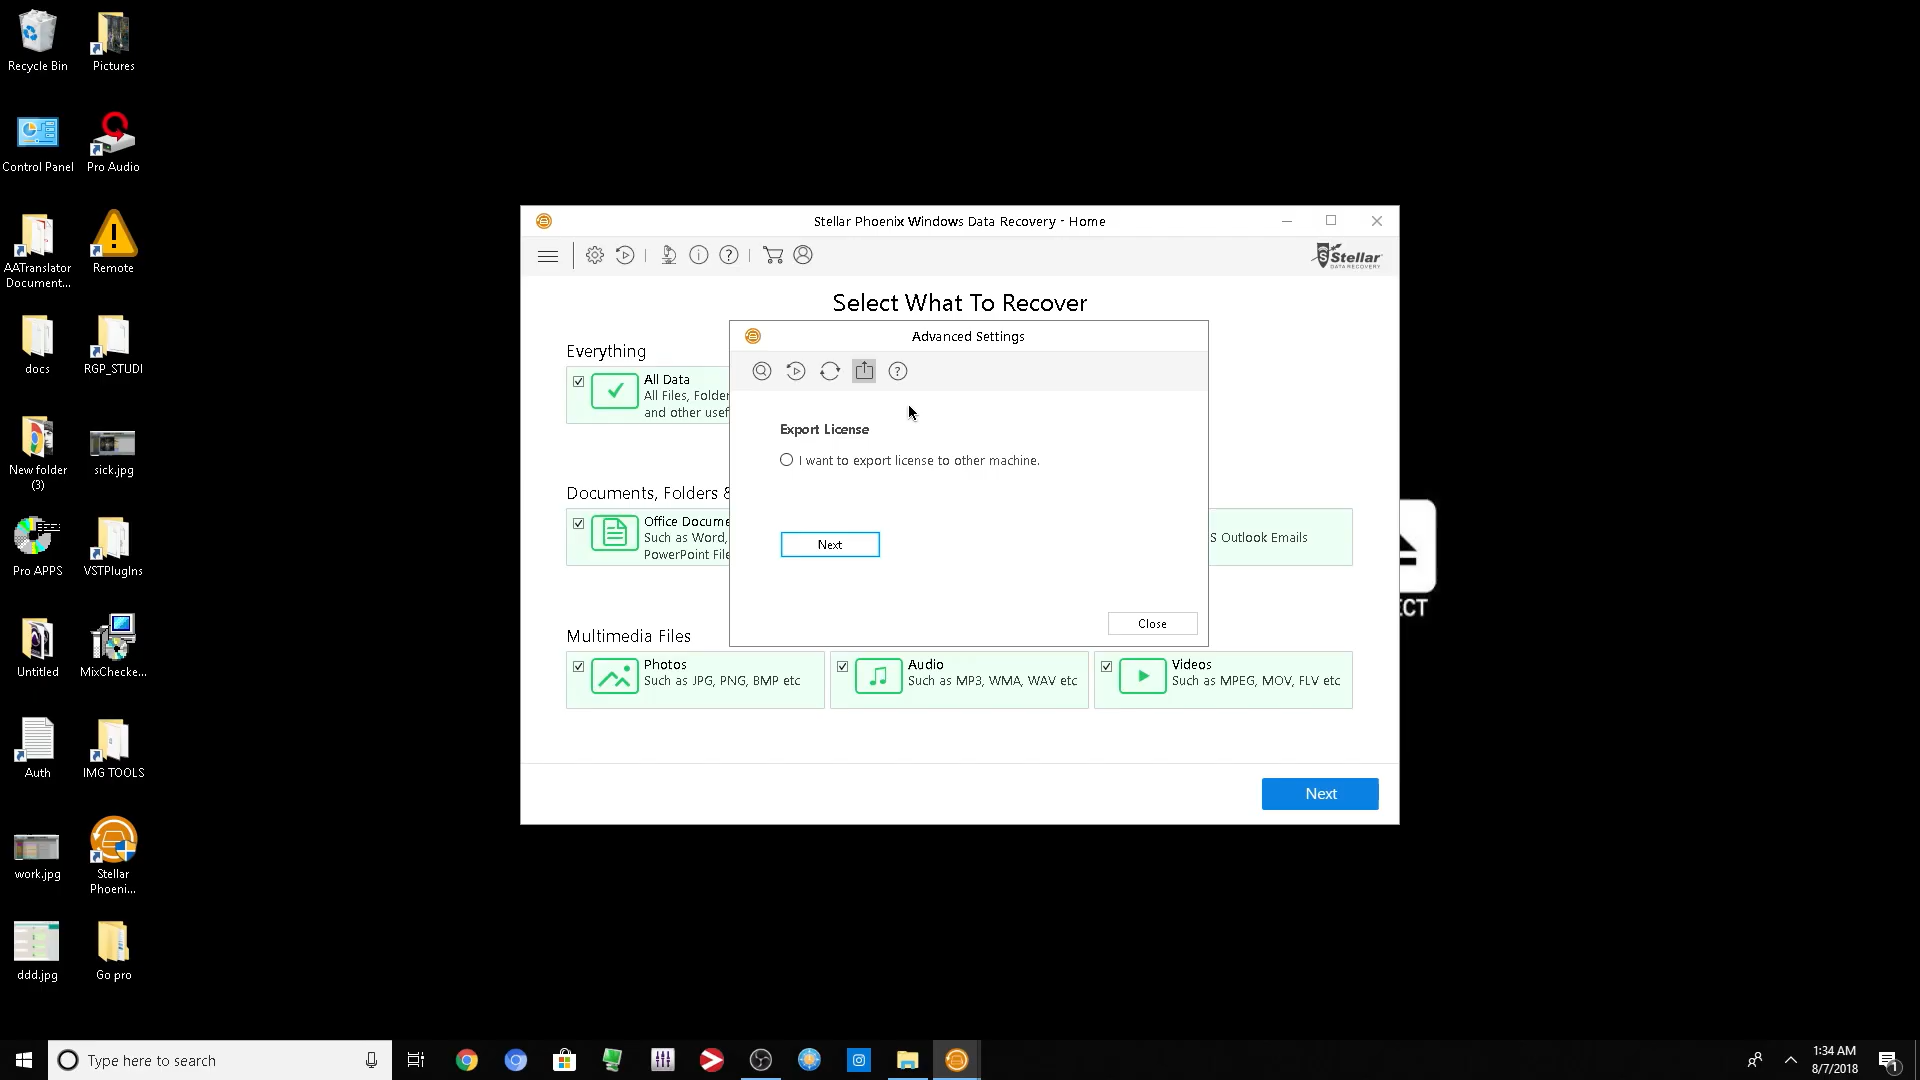 Recycle Bin
Pictures
Control Panel
Pro Audio
AATranslator
Document...
Remote
docs
RGP_STUDI
New folder
(3)
sick.jpg
Pro APPS
VSTPlugIns
Untitled
MixChecke...
Auth
IMG TOOLS
work.jpg
Stellar
Phoeni...
ddd.jpg
Go pro
Stellar Phoenix Windows Data Recovery - Home
Stellar
DATA RECOVERY
Select What To Recover
Everything
All Data
All Files, Folder
and other usef
Documents, Folders &
Office Docume
Such as Word,
PowerPoint File
S Outlook Emails
Advanced Settings
Export License
I want to export license to other machine.
Next
Close
Multimedia Files
Photos
Such as JPG, PNG, BMP etc
Audio
Such as MP3, WMA, WAV etc
Videos
Such as MPEG, MOV, FLV etc
Next
ECT
Type here to search
1:34 AM
8/7/2018
1